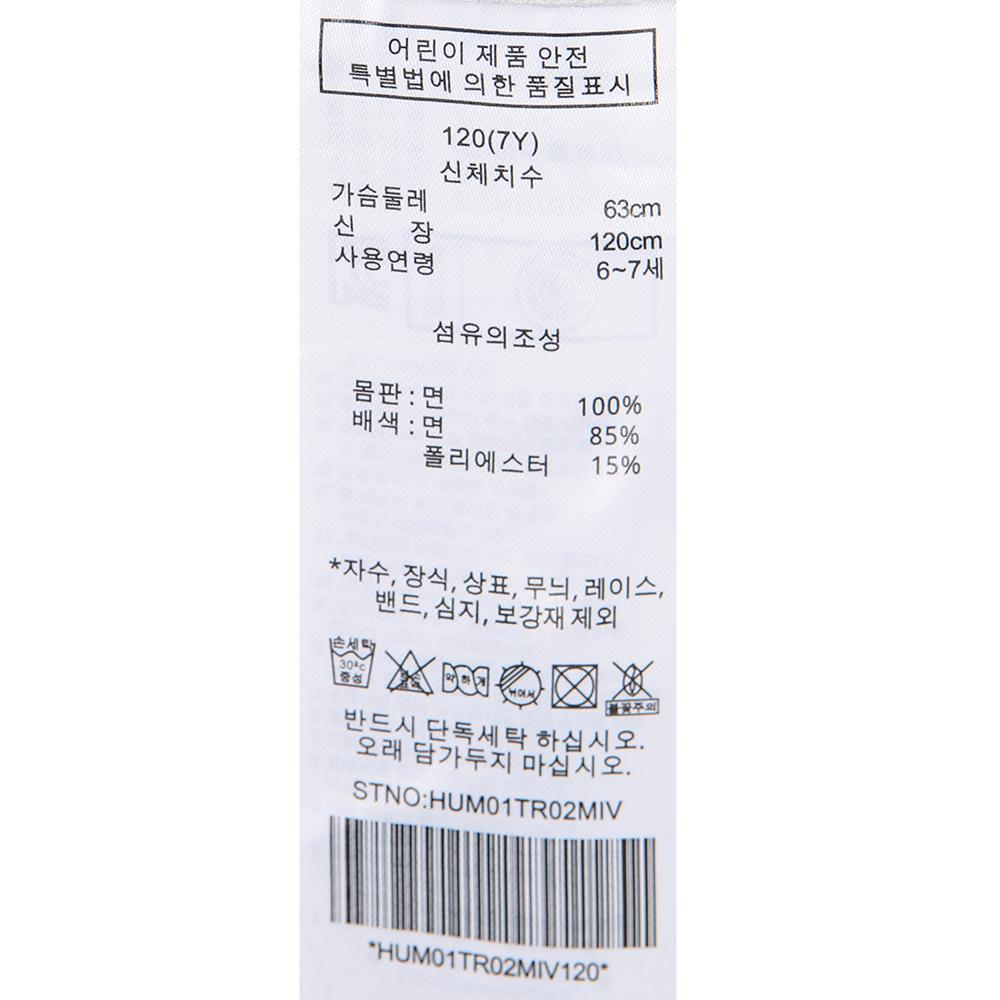 어린이 제품 안전
특별법에 의한 품질표시
120(7Y)
신체치수
가슴둘레 63cm
신 장 120cm
사용연령 6~7세
섬유의조성
몸판 : 면 100%
배색 : 면 85%
폴리에스터 15%
*자수, 장식, 상표, 무늬, 레이스,
밴드, 심지, 보강재 제외
손세탁
30℃
중성
약하게
뉘어서
불꽃주의
반드시 단독세탁 하십시오.
오래 담가두지 마십시오.
STNO:HUM01TR02MIV
*HUM01TR02MIV120*